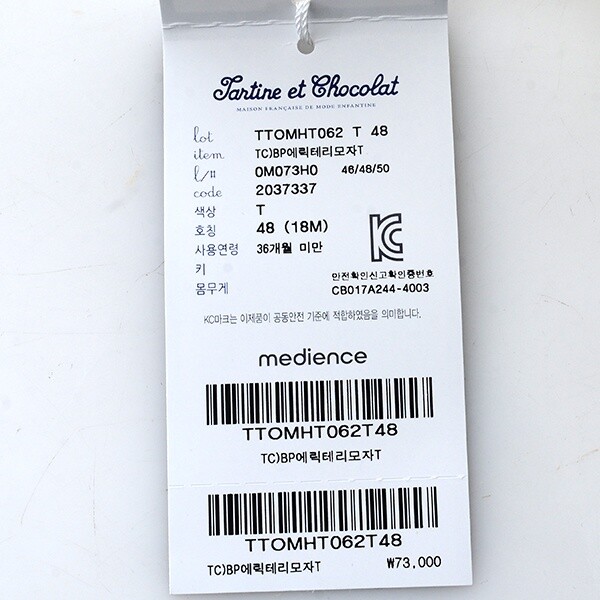 Tartine et Chocolat
MAISON FRANÇAISE DE MODE ENFANTINE
lot TTOMHT062 T 48
item TC)BP에릭테리모자T
l/# 0M073H0 46/48/50
code 2037337
색상 T
호칭 48 (18M)
사용연령 36개월 미만
키
몸무게
안전확인신고확인증번호
CB017A244-4003
KC마크는 이제품이 공통안전 기준에 적합하였음을 의미합니다.
medience
TTOMHT062T48
TC)BP에릭테리모자T
TTOMHT062T48
TC)BP에릭테리모자T ₩73,000